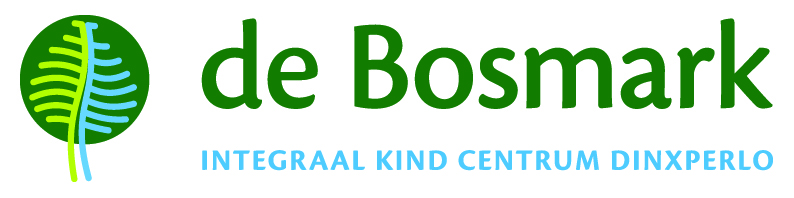 de Bosmark
INTEGRAAL KIND CENTRUM DINXPERLO